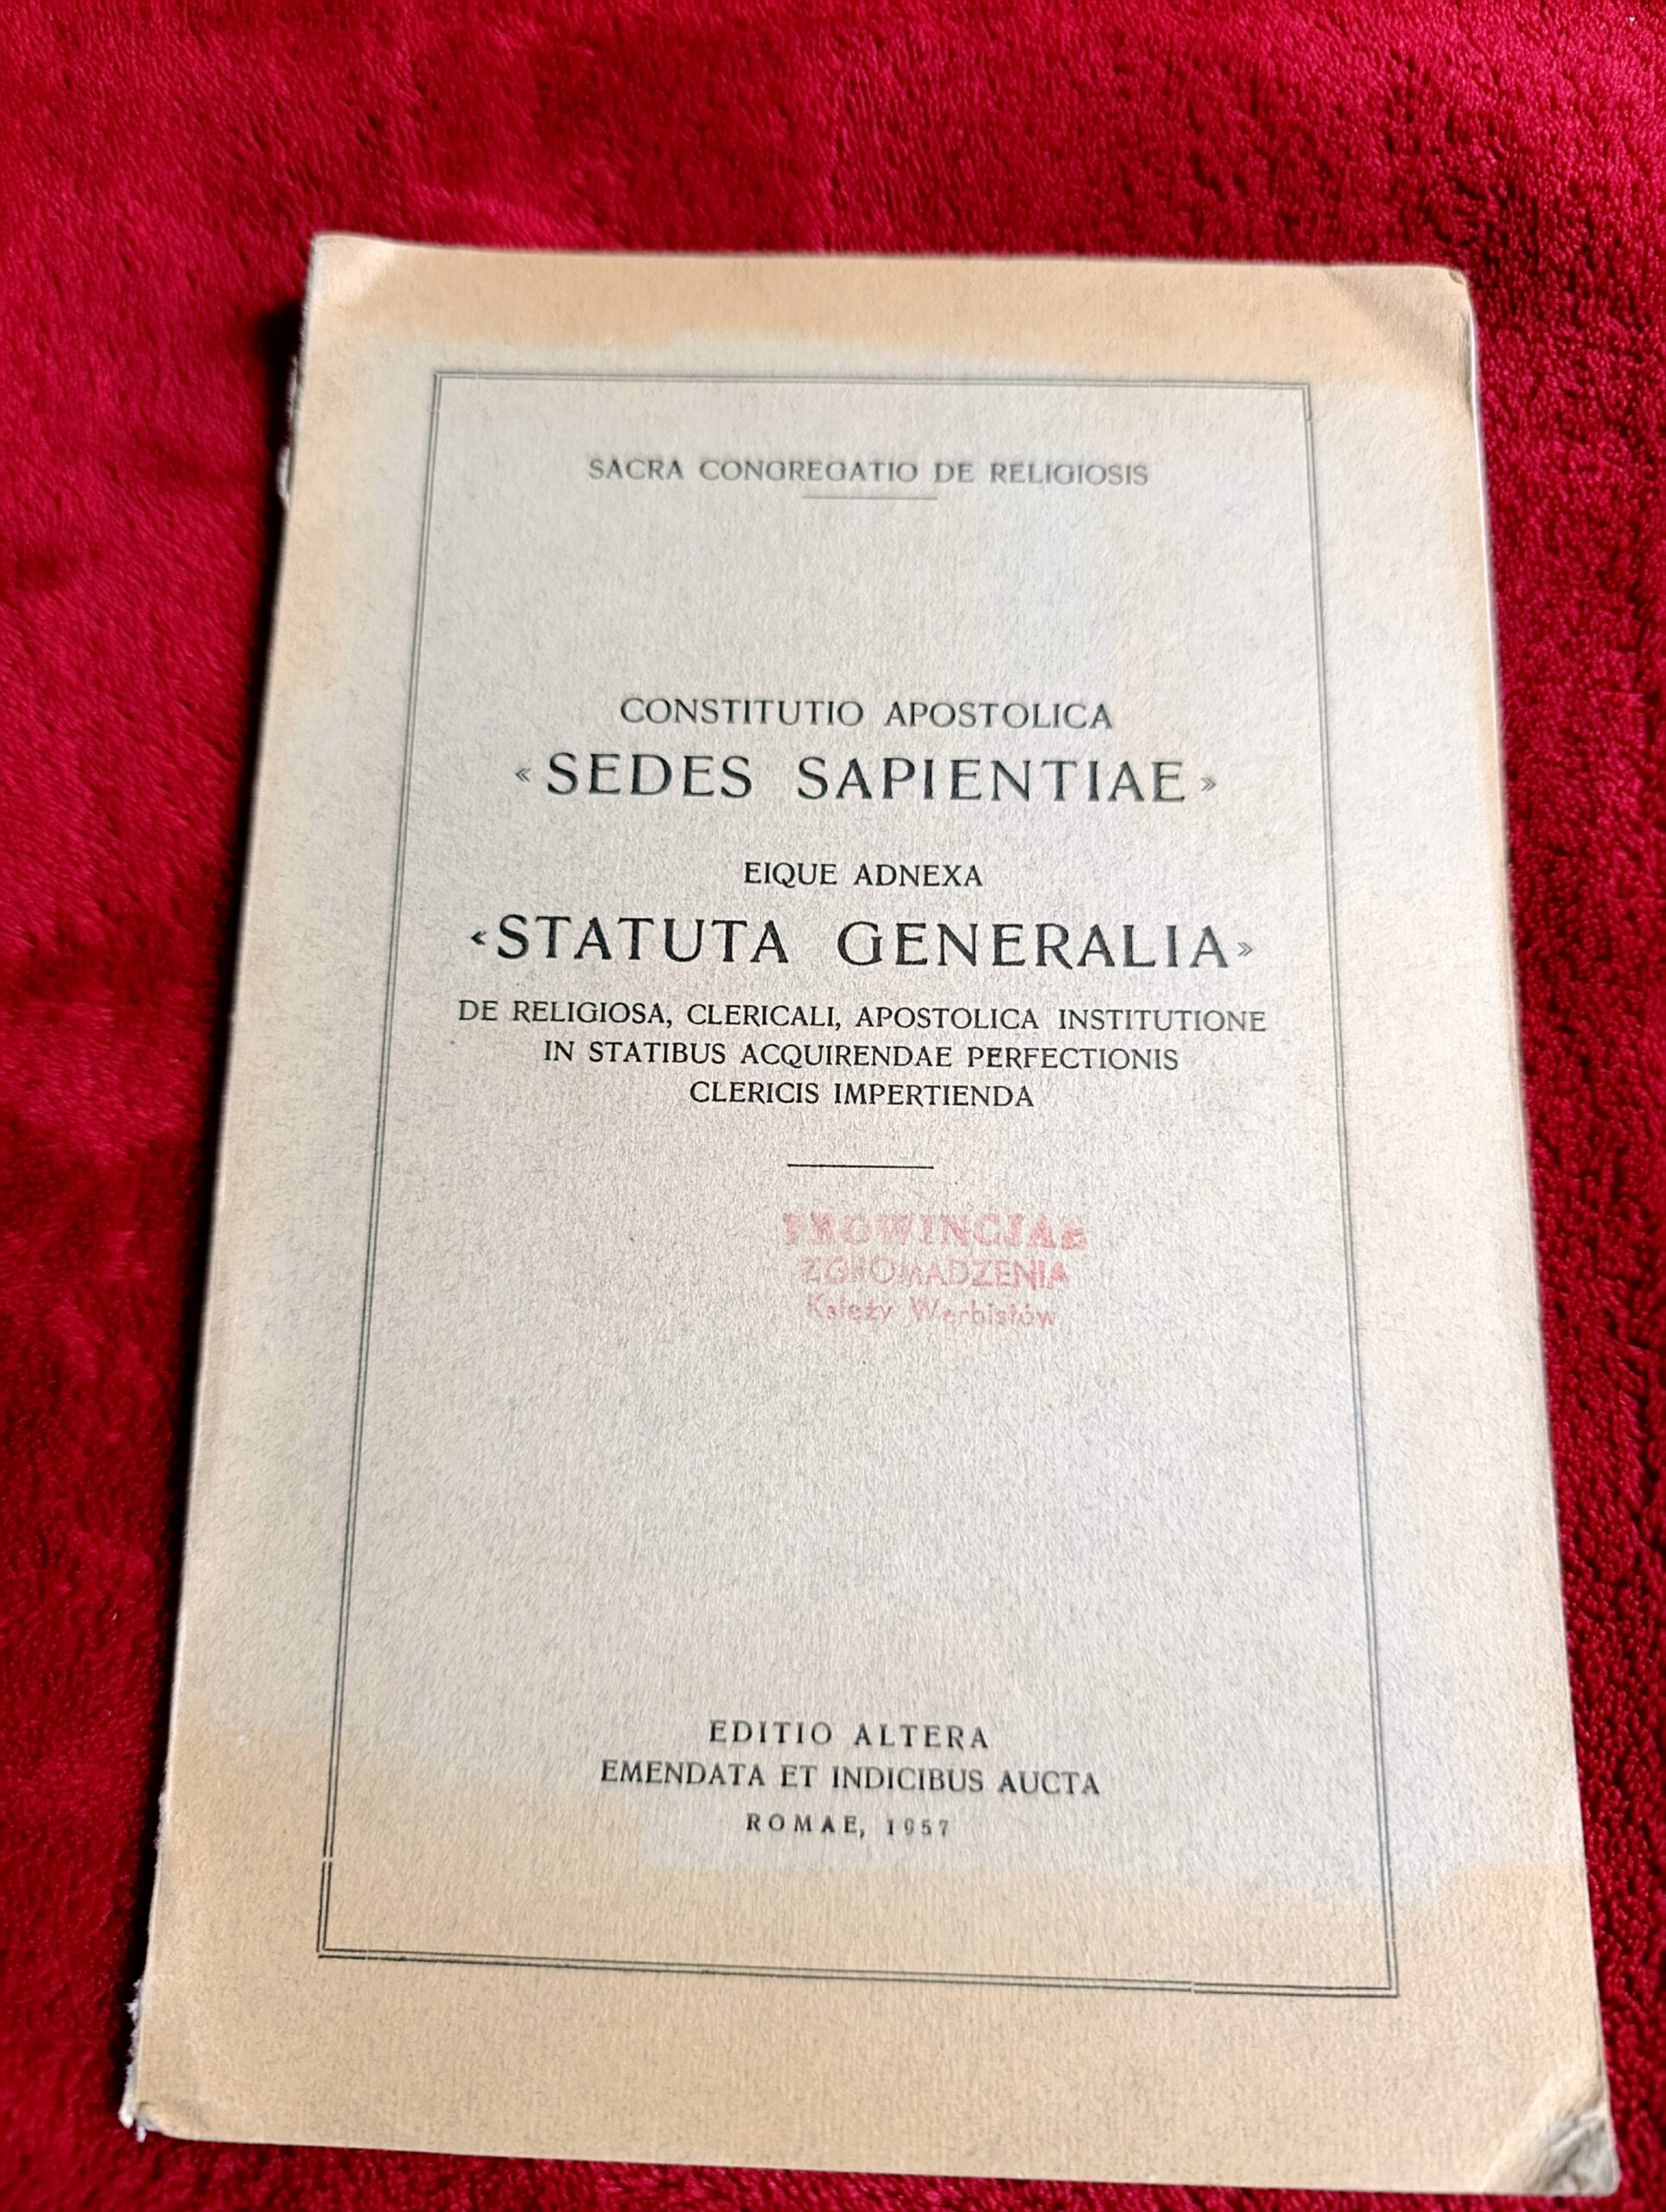 SACRA CONGREGATIO DE RELIGIOSIS
CONSTITUTIO APOSTOLICA
« SEDES SAPIENTIAE »
EIQUE ADNEXA
«STATUTA GENERALIA»
DE RELIGIOSA, CLERICALI, APOSTOLICA INSTITUTIONE
IN STATIBUS ACQUIRENDAE PERFECTIONIS
CLERICIS IMPERTIENDA
ZGROMADZENIA
Księży Werbistów
EDITIO ALTERA
EMENDATA ET INDICIBUS AUCTA
ROMAE, 1957